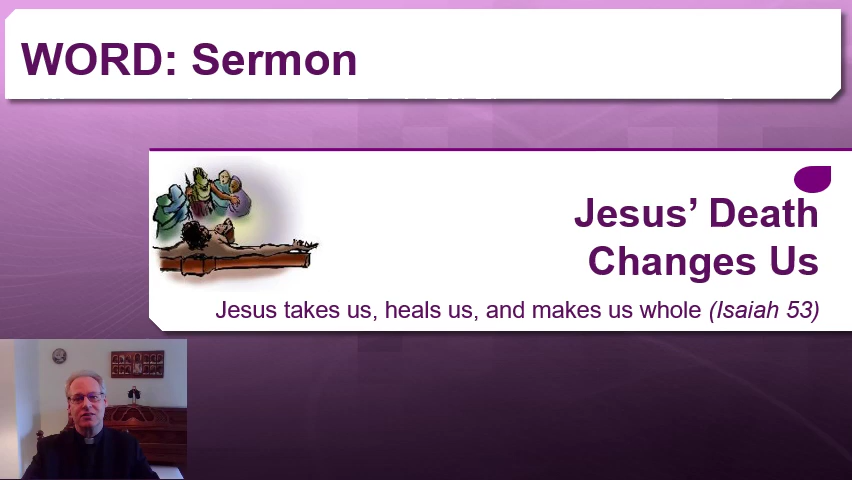 WORD: Sermon
Jesus’ Death
Changes Us
Jesus takes us, heals us, and makes us whole (Isaiah 53)